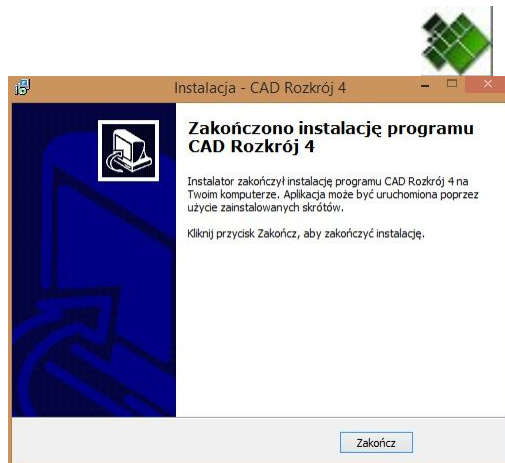 Instalacja - CAD Rozkrój 4
Zakończono instalację programu
CAD Rozkrój 4
Instalator zakończył instalację programu CAD Rozkrój 4 na
Twoim komputerze. Aplikacja może być uruchomiona poprzez
użycie zainstalowanych skrótów.
Kliknij przycisk Zakończ, aby zakończyć instalację.
Zakończ